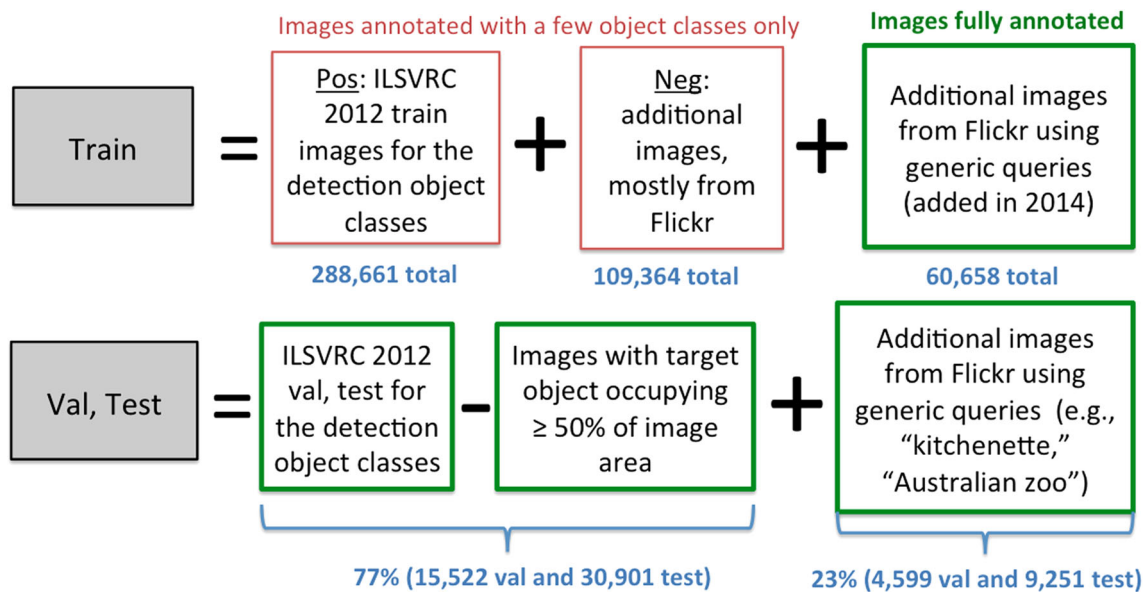 Images annotated with a few object classes only
Images fully annotated
Train
=
Pos: ILSVRC
2012 train
images for the
detection object
classes
+
Neg:
additional
images,
mostly from
Flickr
+
Additional images
from Flickr using
generic queries
(added in 2014)
288,661 total
109,364 total
60,658 total
Val, Test
=
ILSVRC 2012
val, test for
the detection
object classes
-
Images with target
object occupying
≥ 50% of image
area
+
Additional images
from Flickr using
generic queries (e.g.,
“kitchenette,”
“Australian zoo”)
77% (15,522 val and 30,901 test)
23% (4,599 val and 9,251 test)